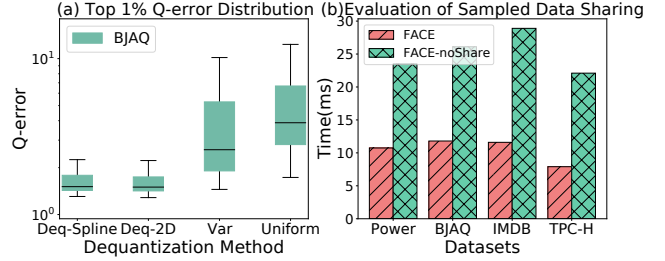 (a) Top 1% Q-error Distribution
BJAQ
10¹
10⁰
Q-error
Deq-Spline Deq-2D Var Uniform
Dequantization Method
(b)Evaluation of Sampled Data Sharing
FACE
FACE-noShare
30
25
20
15
10
5
0
Time(ms)
Power BJAQ IMDB TPC-H
Datasets